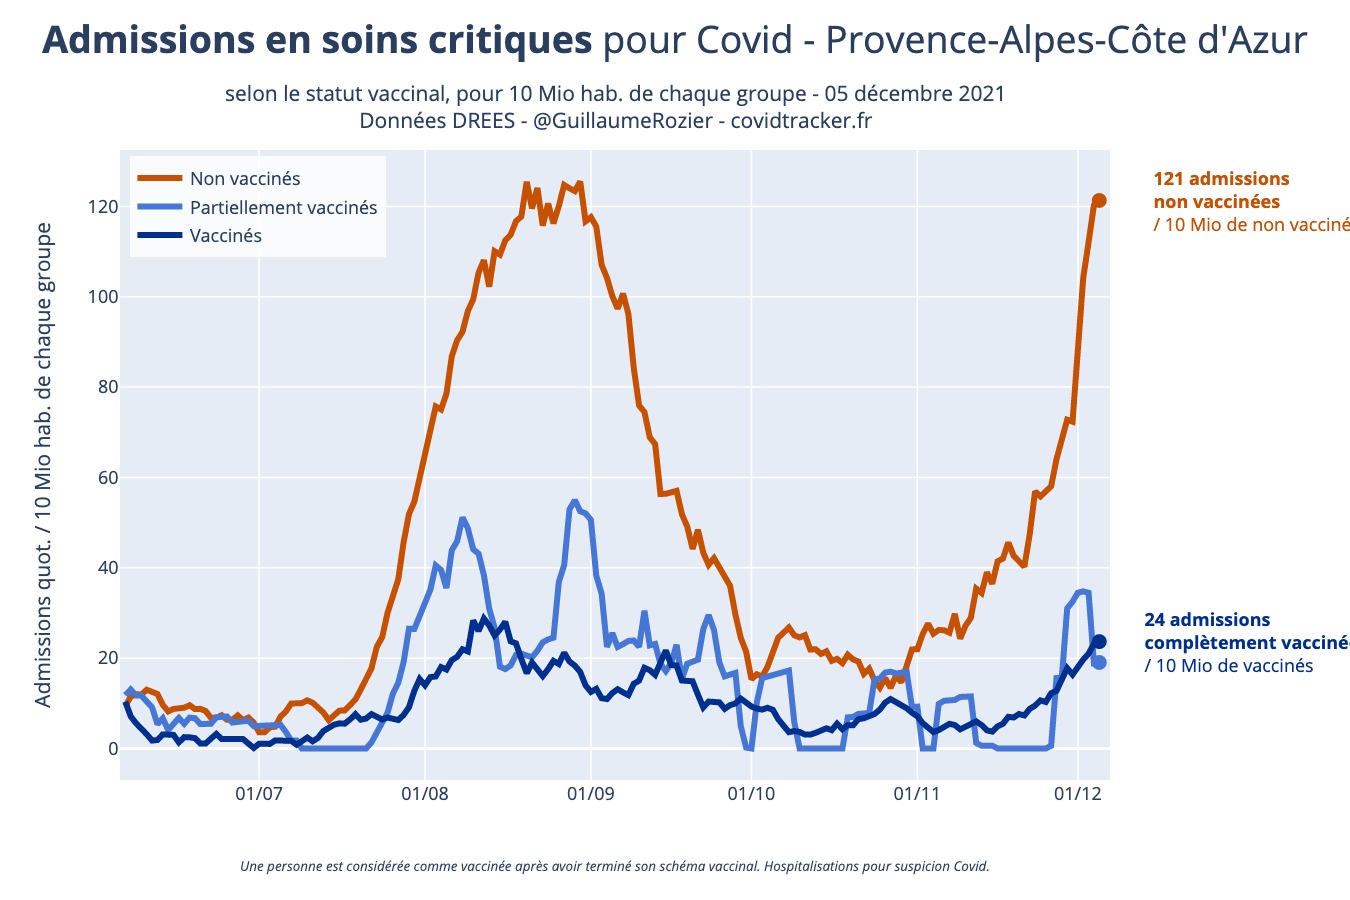 Admissions en soins critiques pour Covid - Provence-Alpes-Côte d'Azur
selon le statut vaccinal, pour 10 Mio hab. de chaque groupe - 05 décembre 2021
Données DREES - @GuillaumeRozier - covidtracker.fr
Non vaccinés
Partiellement vaccinés
Vaccinés
Admissions quot. / 10 Mio hab. de chaque groupe
120
100
80
60
40
20
0
01/07
01/08
01/09
01/10
01/11
01/12
121 admissions
non vaccinées
/ 10 Mio de non vacciné
24 admissions
complètement vacciné
/ 10 Mio de vaccinés
Une personne est considérée comme vaccinée après avoir terminé son schéma vaccinal. Hospitalisations pour suspicion Covid.